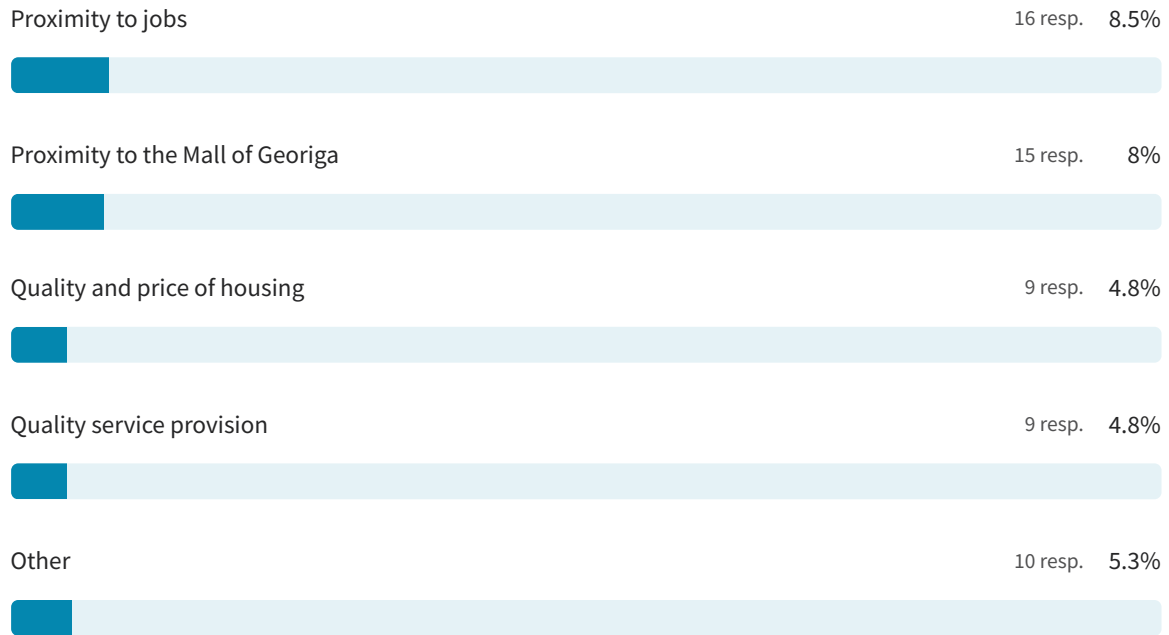 Proximity to jobs 16 resp. 8.5%
Proximity to the Mall of Georiga 15 resp. 8%
Quality and price of housing 9 resp. 4.8%
Quality service provision 9 resp. 4.8%
Other 10 resp. 5.3%